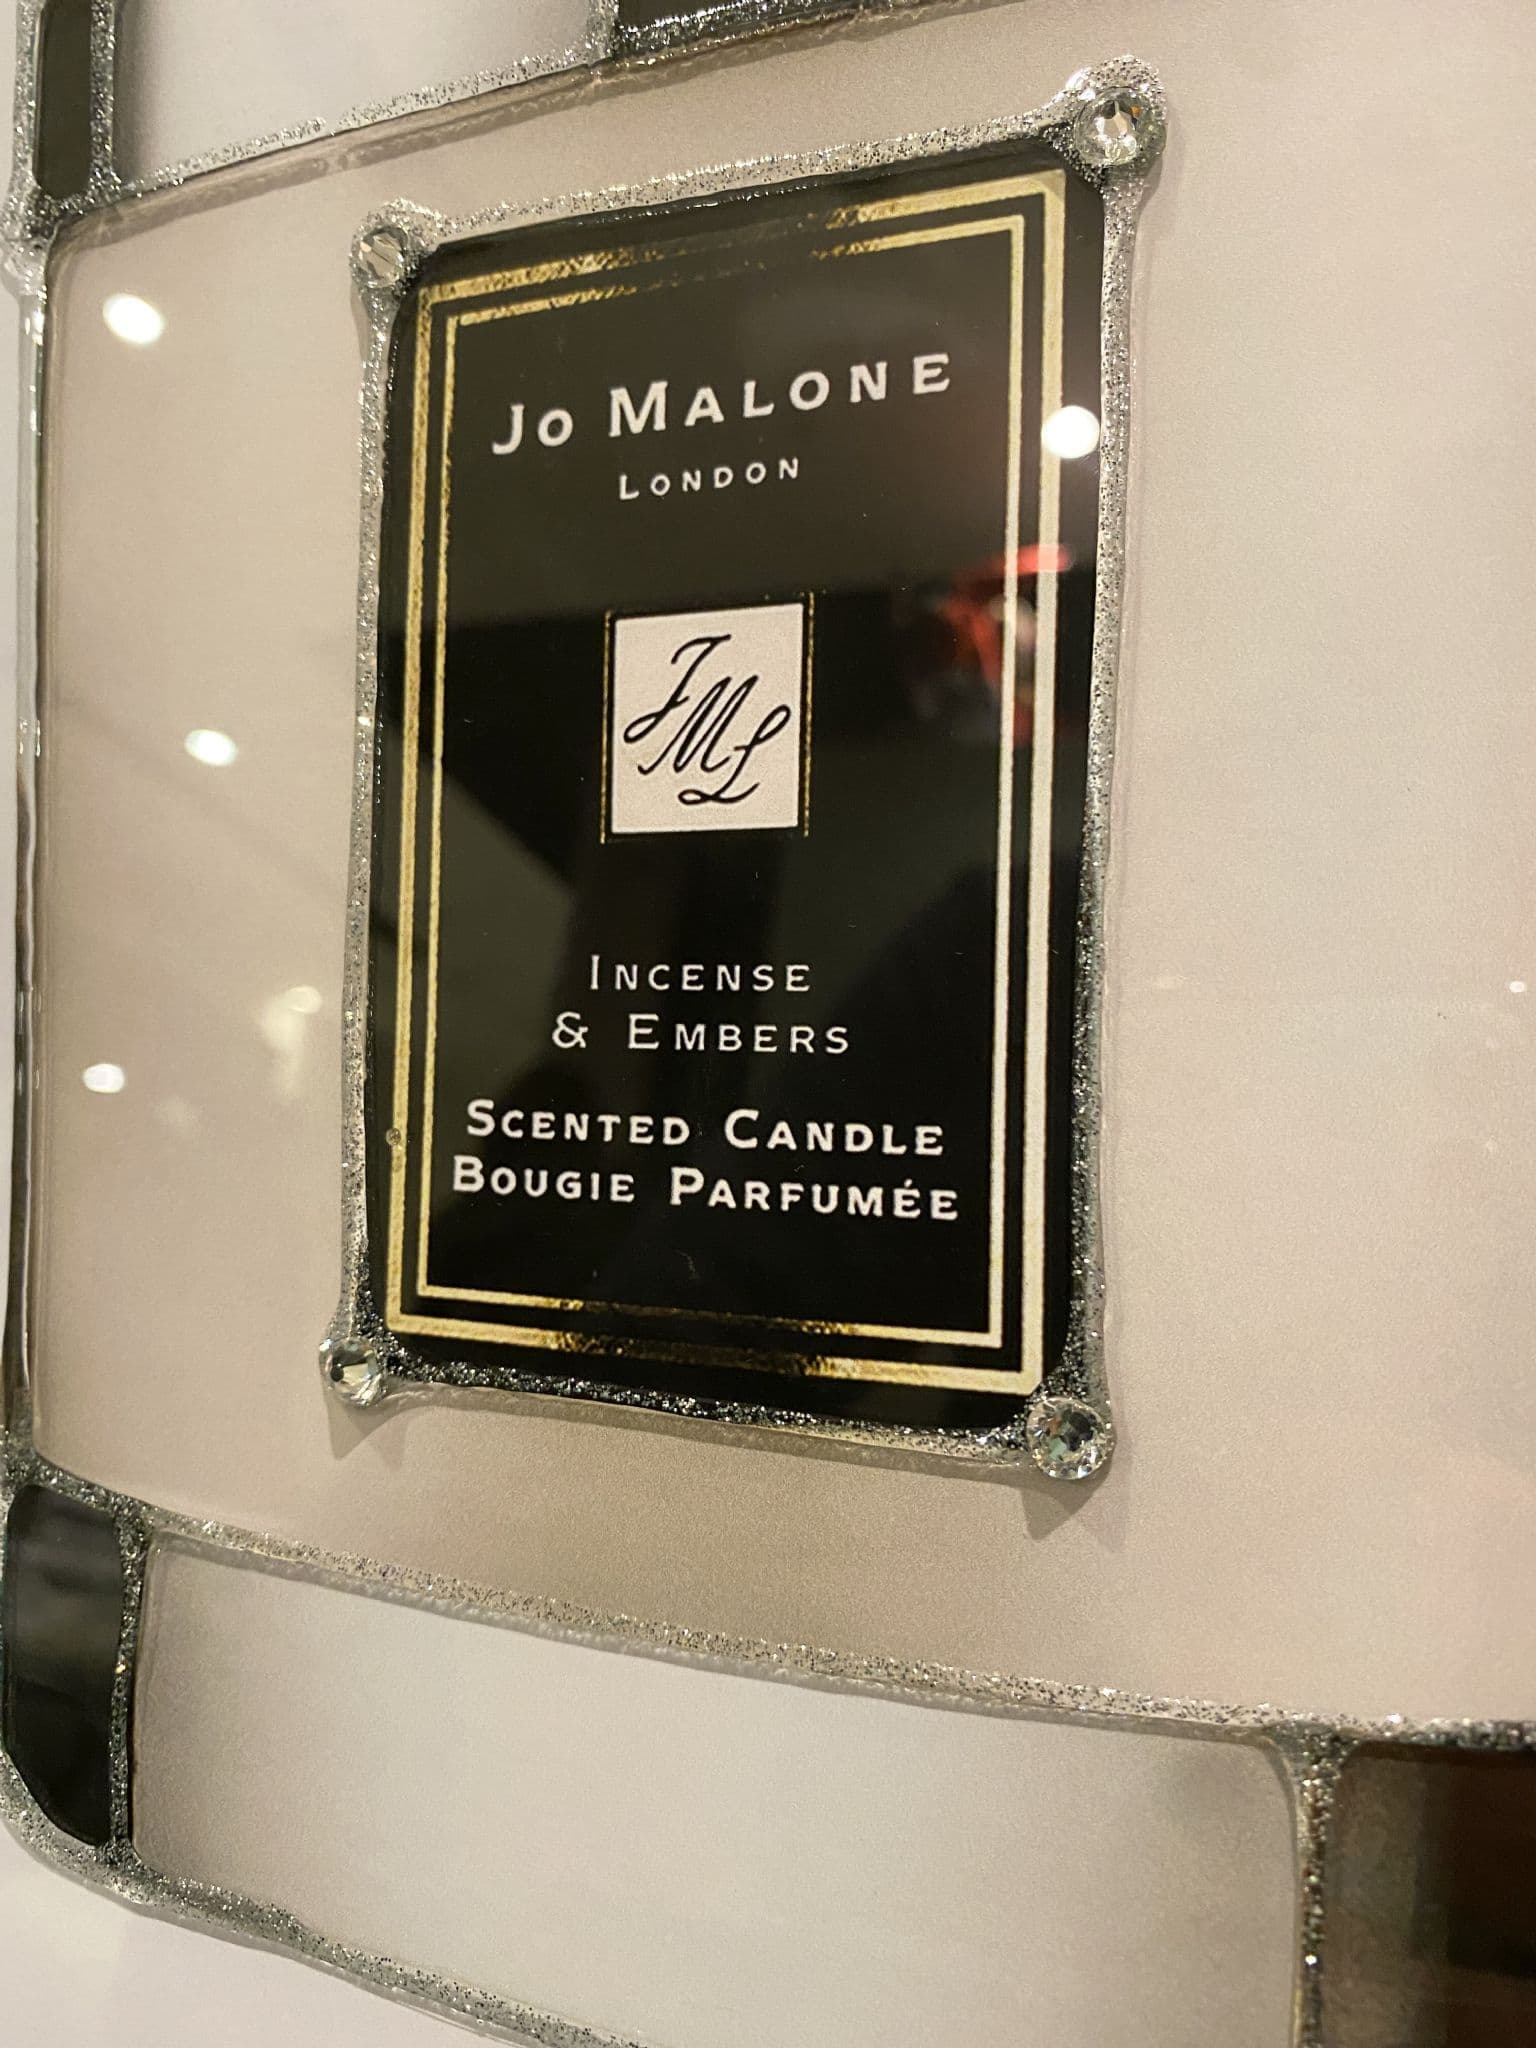 Jo Malone
London
JML
Incense
& Embers
Scented Candle
Bougie Parfumée